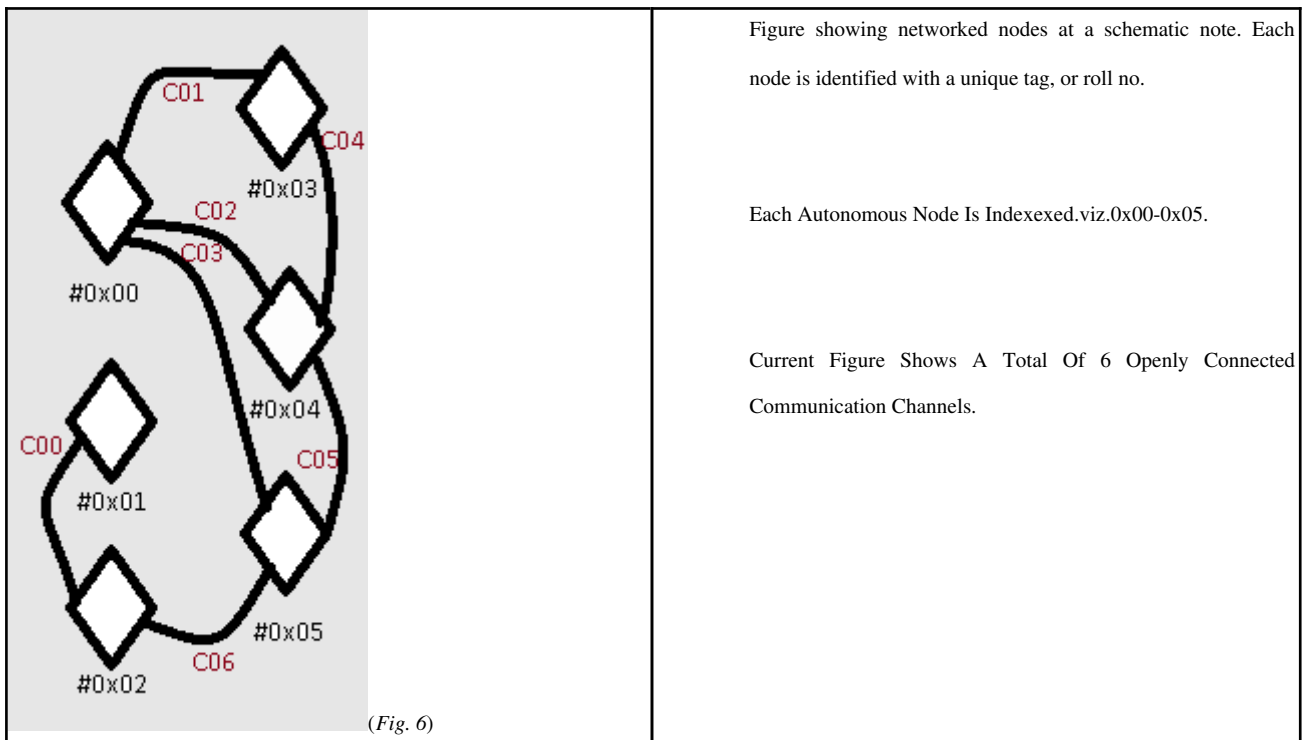 C01
C04
#0x03
C02
C03
#0x00
#0x04
C00
C05
#0x01
#0x05
C06
#0x02
(Fig. 6)
Figure showing networked nodes at a schematic note. Each
node is identified with a unique tag, or roll no.
Each Autonomous Node Is Indexexed.viz.0x00-0x05.
Current Figure Shows A Total Of 6 Openly Connected
Communication Channels.